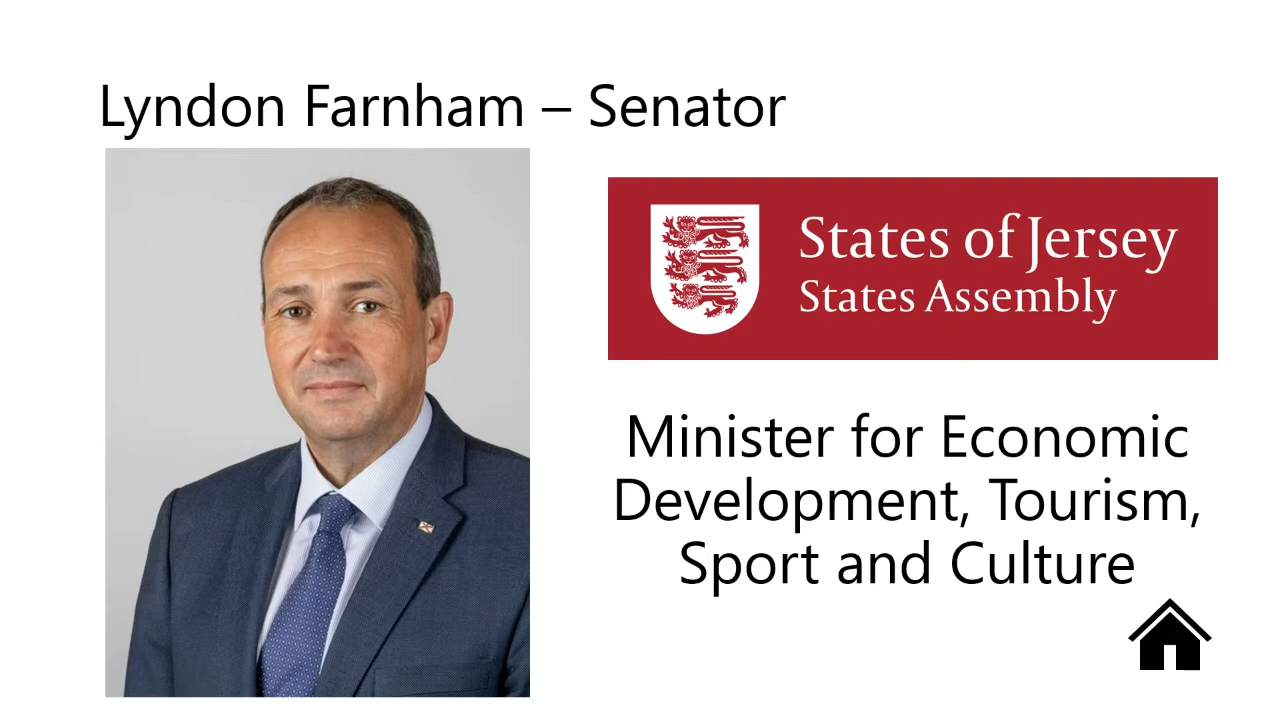 Lyndon Farnham – Senator
States of Jersey
States Assembly
Minister for Economic
Development, Tourism,
Sport and Culture